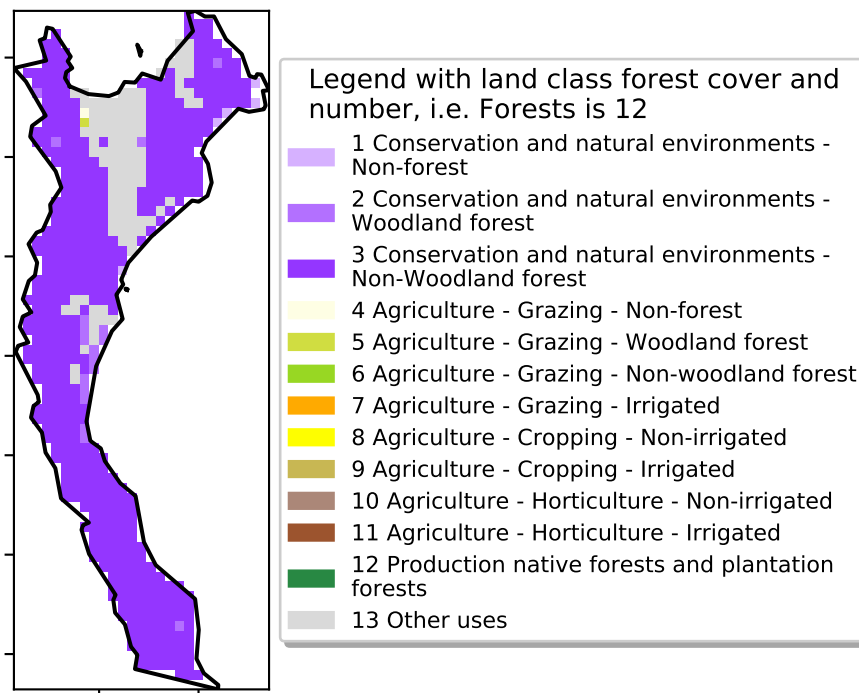 Legend with land class forest cover and
number, i.e. Forests is 12
1 Conservation and natural environments -
Non-forest
2 Conservation and natural environments -
Woodland forest
3 Conservation and natural environments -
Non-Woodland forest
4 Agriculture - Grazing - Non-forest
5 Agriculture - Grazing - Woodland forest
6 Agriculture - Grazing - Non-woodland forest
7 Agriculture - Grazing - Irrigated
8 Agriculture - Cropping - Non-irrigated
9 Agriculture - Cropping - Irrigated
10 Agriculture - Horticulture - Non-irrigated
11 Agriculture - Horticulture - Irrigated
12 Production native forests and plantation
forests
13 Other uses